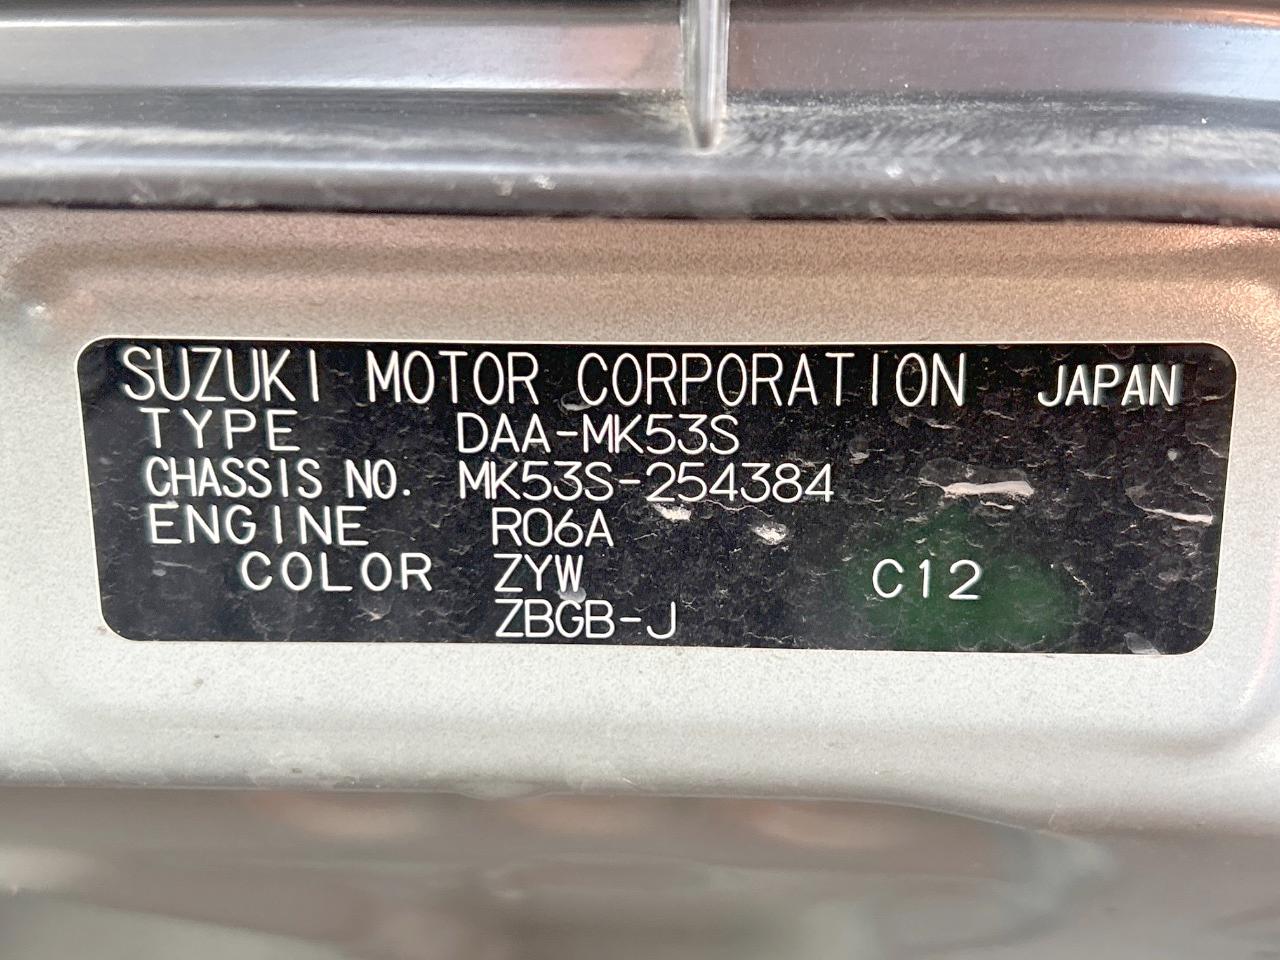 SUZUKI MOTOR CORPORATION JAPAN
TYPE DAA-MK53S
CHASSIS NO. MK53S-254384
ENGINE R06A
COLOR ZYW C12
ZBGB-J